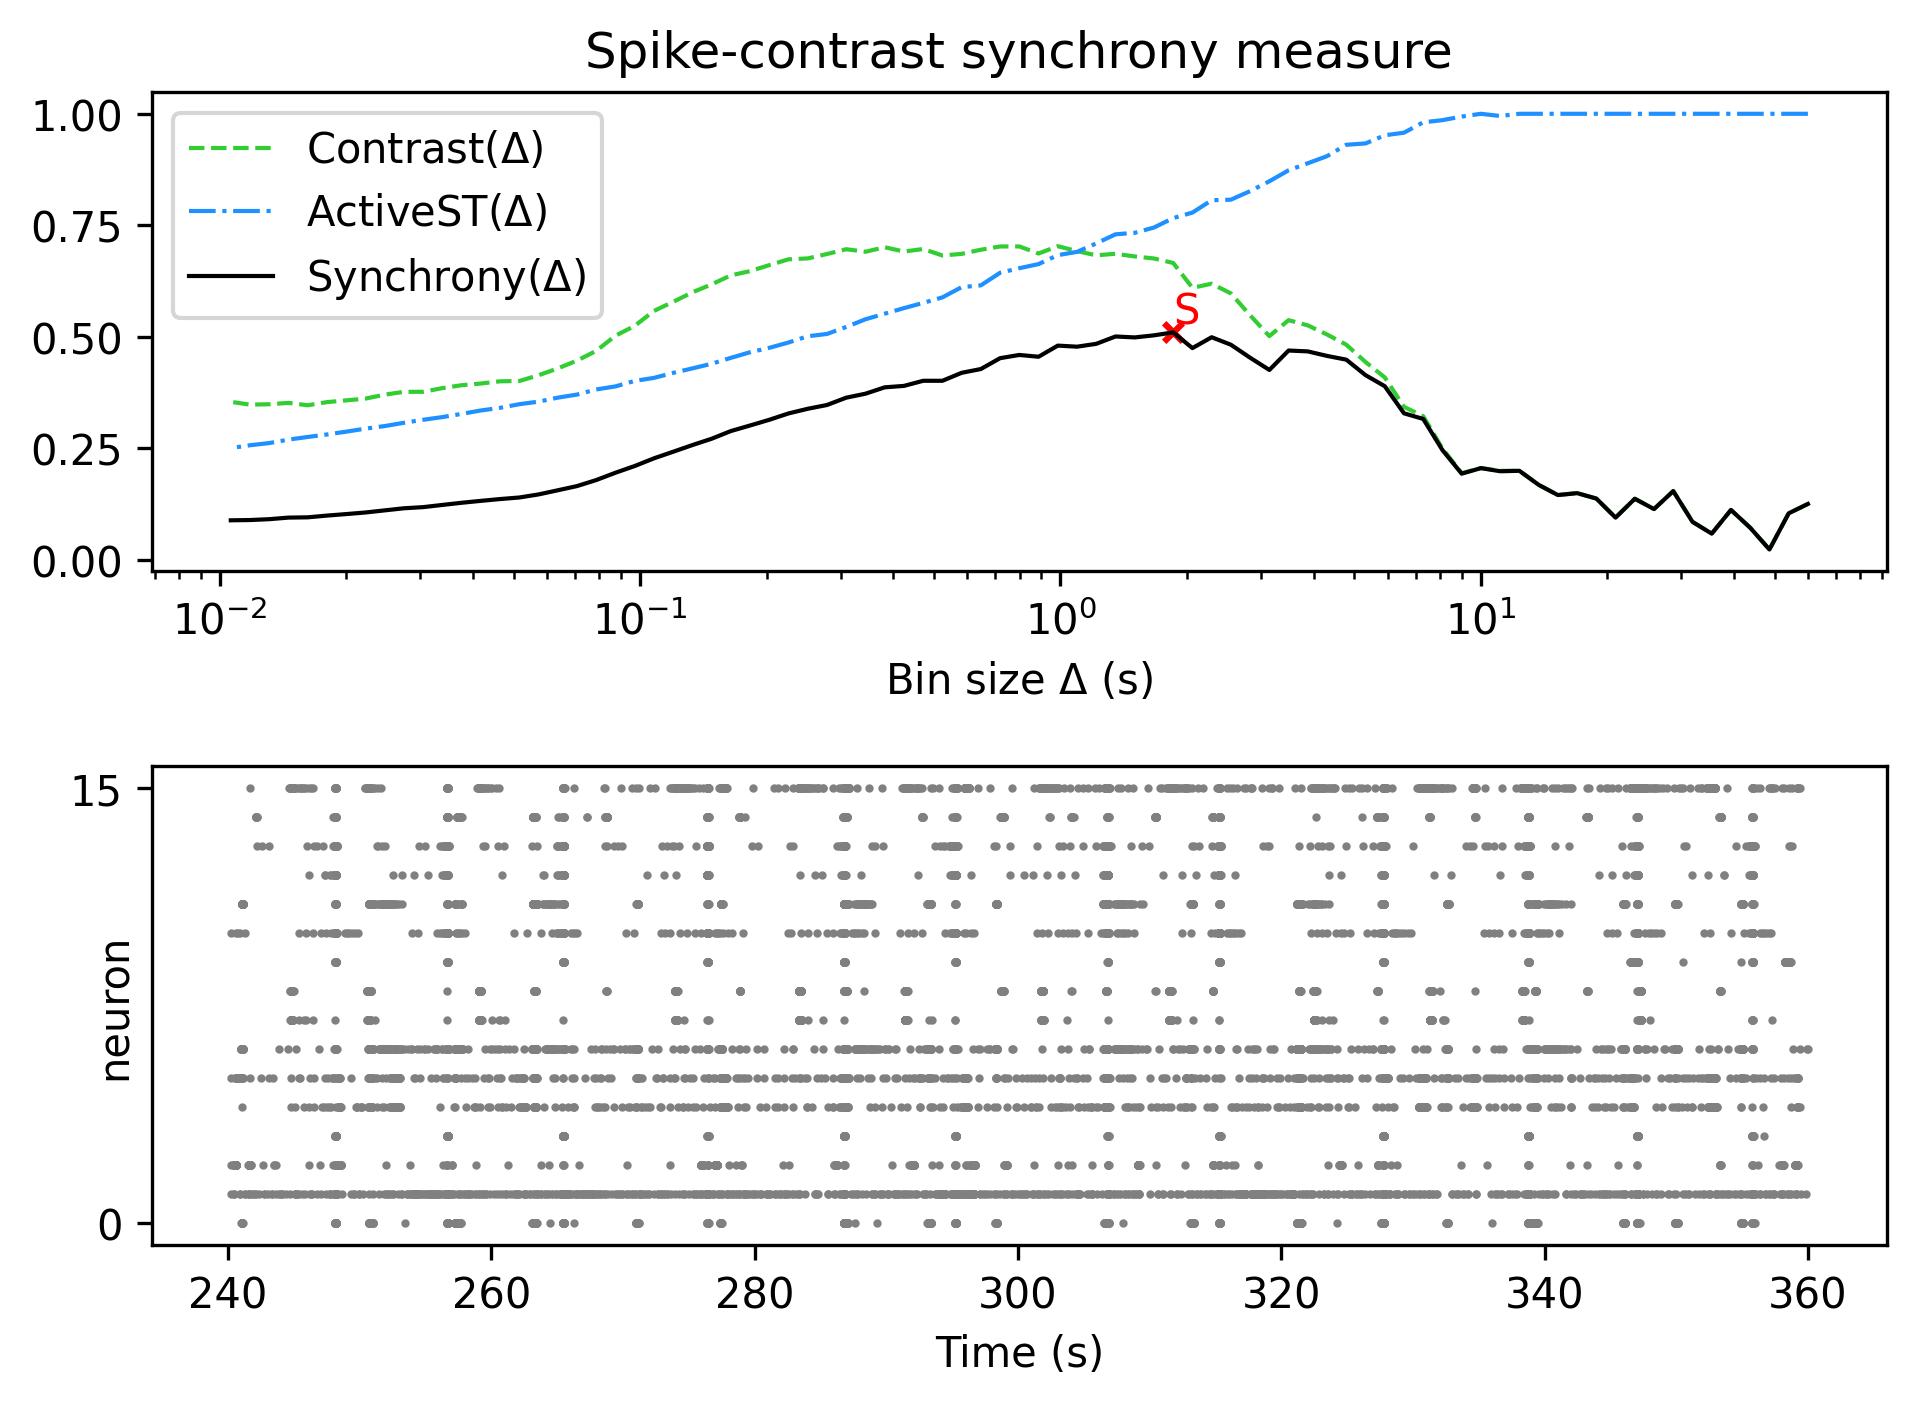 Spike-contrast synchrony measure
1.00
0.75
0.50
0.25
0.00
Contrast(Δ)
ActiveST(Δ)
Synchrony(Δ)
S
10⁻² 10⁻¹ 10⁰ 10¹
Bin size Δ (s)
15
0
neuron
240 260 280 300 320 340 360
Time (s)